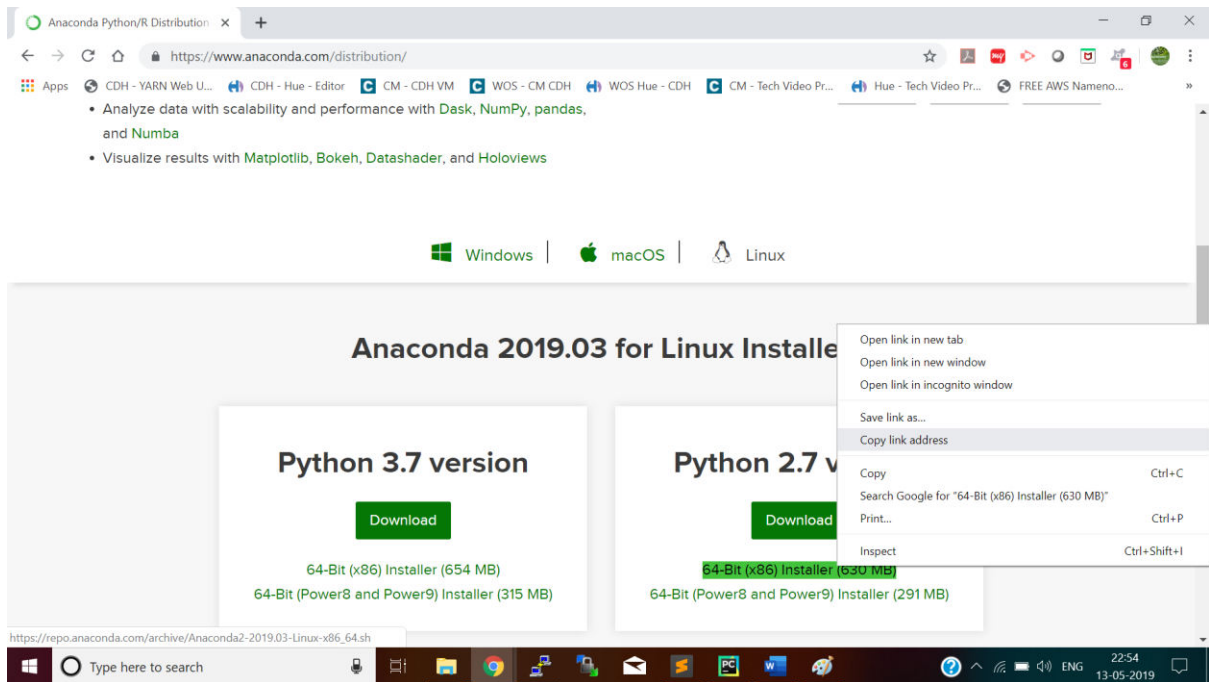 Anaconda Python/R Distribution
https://www.anaconda.com/distribution/
6
Apps CDH - YARN Web U... CDH - Hue - Editor CM - CDH VM WOS - CM CDH WOS Hue - CDH CM - Tech Video Pr... Hue - Tech Video Pr... FREE AWS Nameno... »
• Analyze data with scalability and performance with Dask, NumPy, pandas,
and Numba
• Visualize results with Matplotlib, Bokeh, Datashader, and Holoviews
Windows | macOS | Linux
Anaconda 2019.03 for Linux Installe
Open link in new tab
Open link in new window
Open link in incognito window
Save link as...
Copy link address
Copy Ctrl+C
Search Google for "64-Bit (x86) Installer (630 MB)"
Print... Ctrl+P
Inspect Ctrl+Shift+I
Python 3.7 version
Download
64-Bit (x86) Installer (654 MB)
64-Bit (Power8 and Power9) Installer (315 MB)
Python 2.7 v
Download
64-Bit (x86) Installer (630 MB)
64-Bit (Power8 and Power9) Installer (291 MB)
https://repo.anaconda.com/archive/Anaconda2-2019.03-Linux-x86_64.sh
Type here to search
ENG
22:54
13-05-2019